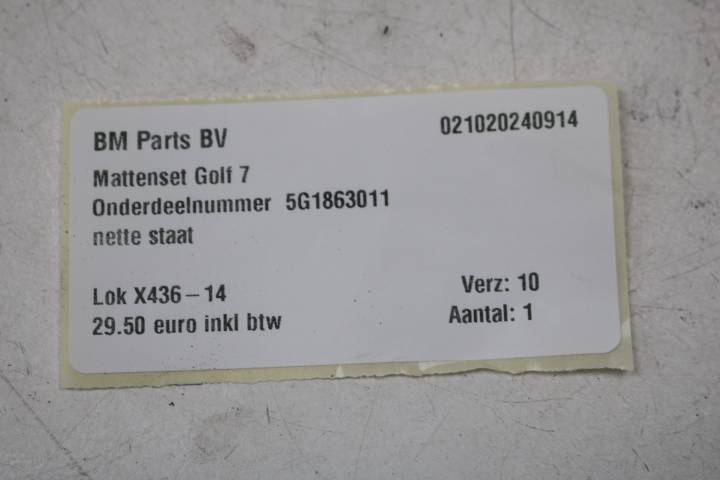 BM Parts BV 021020240914
Mattenset Golf 7
Onderdeelnummer 5G1863011
nette staat
Lok X436-14 Verz: 10
29.50 euro inkl btw Aantal: 1